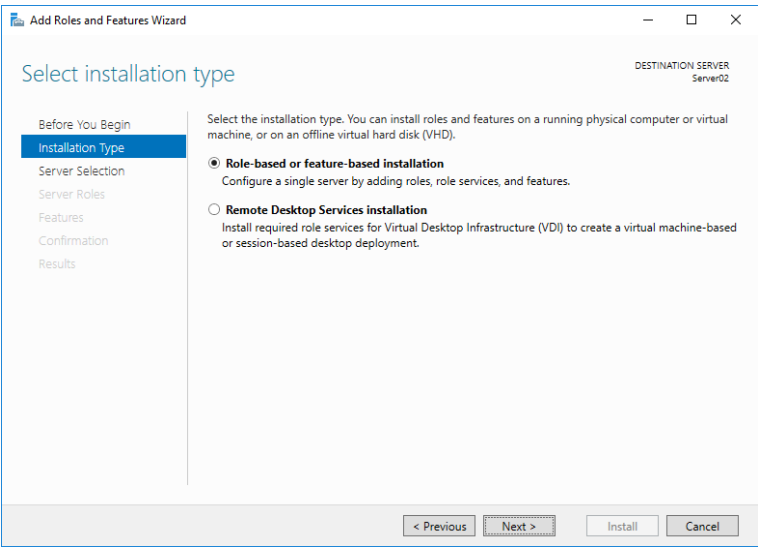 Add Roles and Features Wizard
Select installation type
DESTINATION SERVER
Server02
Before You Begin
Installation Type
Server Selection
Server Roles
Features
Confirmation
Results
Select the installation type. You can install roles and features on a running physical computer or virtual
machine, or on an offline virtual hard disk (VHD).
Role-based or feature-based installation
Configure a single server by adding roles, role services, and features.
Remote Desktop Services installation
Install required role services for Virtual Desktop Infrastructure (VDI) to create a virtual machine-based
or session-based desktop deployment.
< Previous
Next >
Install
Cancel